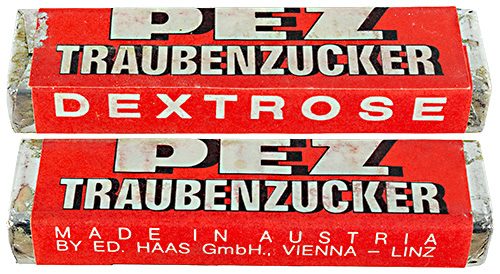 PEZ
TRAUBENZUCKER
DEXTROSE
PEZ
TRAUBENZUCKER
MADE IN AUSTRIA
BY ED. HAAS GmbH., VIENNA – LINZ